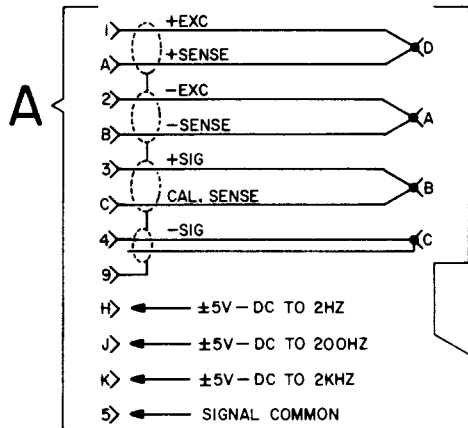 A
1 +EXC D
A +SENSE
2 −EXC A
B −SENSE
3 +SIG B
C CAL. SENSE
4 −SIG C
9
H ±5V–DC TO 2HZ
J ±5V–DC TO 200HZ
K ±5V–DC TO 2KHZ
5 SIGNAL COMMON